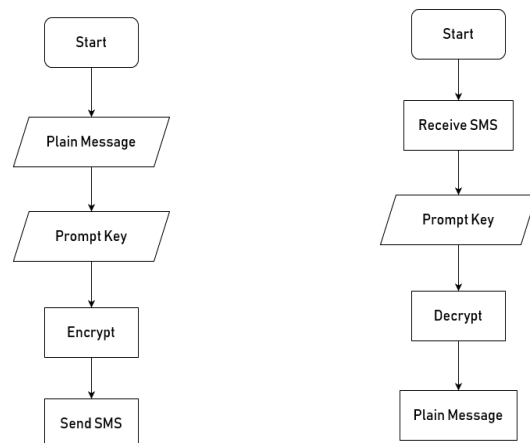 Start
Plain Message
Prompt Key
Encrypt
Send SMS
Start
Receive SMS
Prompt Key
Decrypt
Plain Message